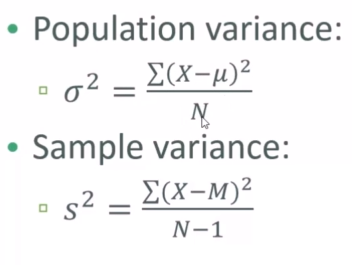 • Population variance:
▫ σ² = Σ(X−μ)² / N
• Sample variance:
▫ s² = Σ(X−M)² / N−1